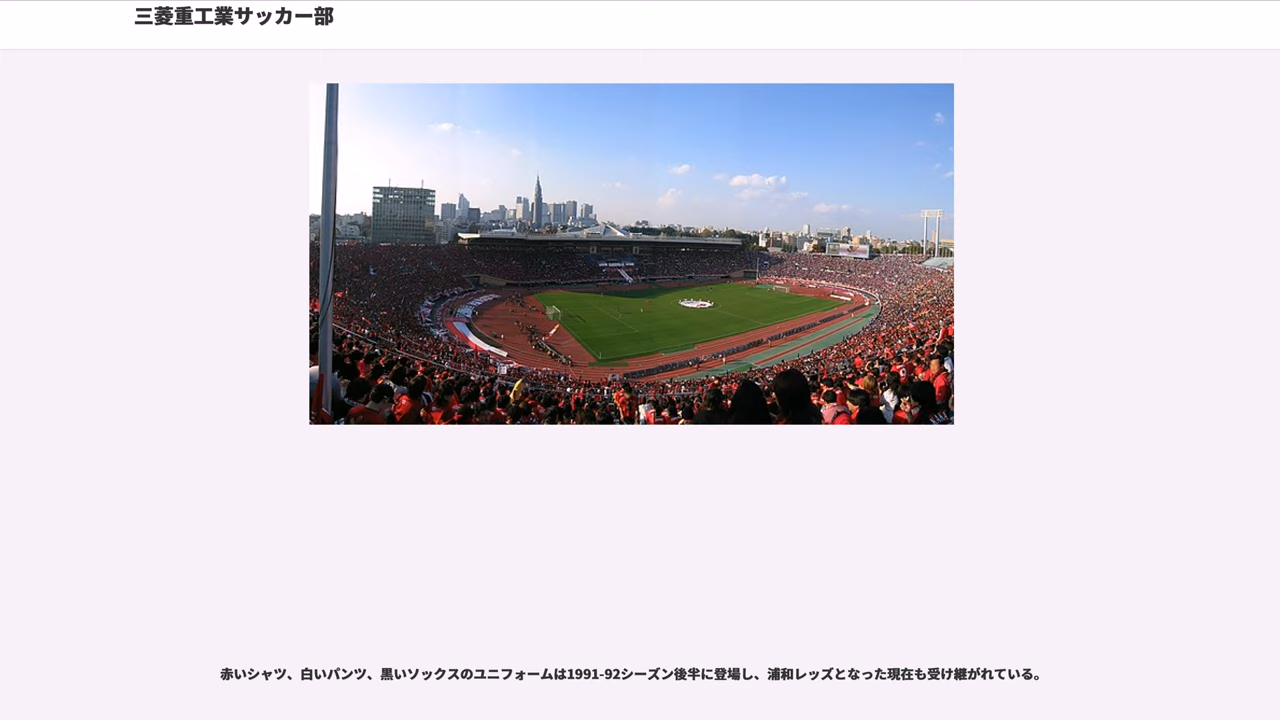 三菱重工業サッカー部
赤いシャツ、白いパンツ、黒いソックスのユニフォームは1991-92シーズン後半に登場し、浦和レッズとなった現在も受け継がれている。